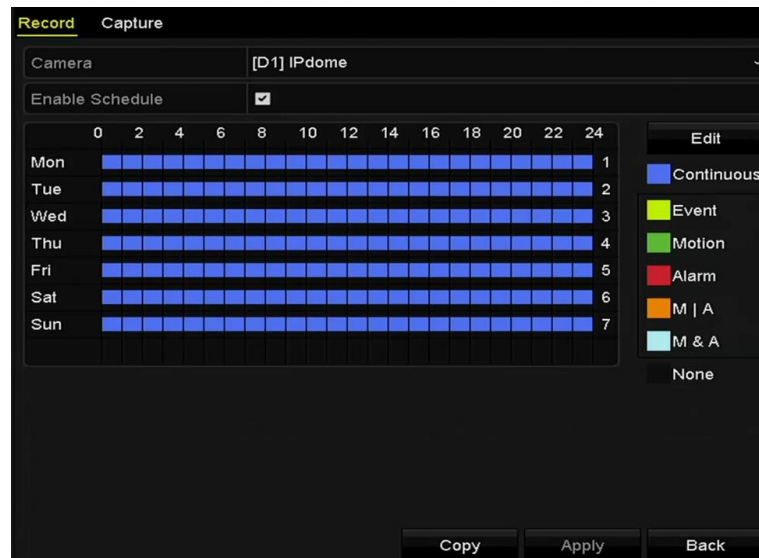 Record Capture
Camera [D1] IPdome
Enable Schedule
0 2 4 6 8 10 12 14 16 18 20 22 24
Edit
Mon 1
Continuous
Tue 2
Wed 3
Event
Thu 4
Motion
Fri 5
Alarm
Sat 6
M | A
Sun 7
M & A
None
Copy Apply Back